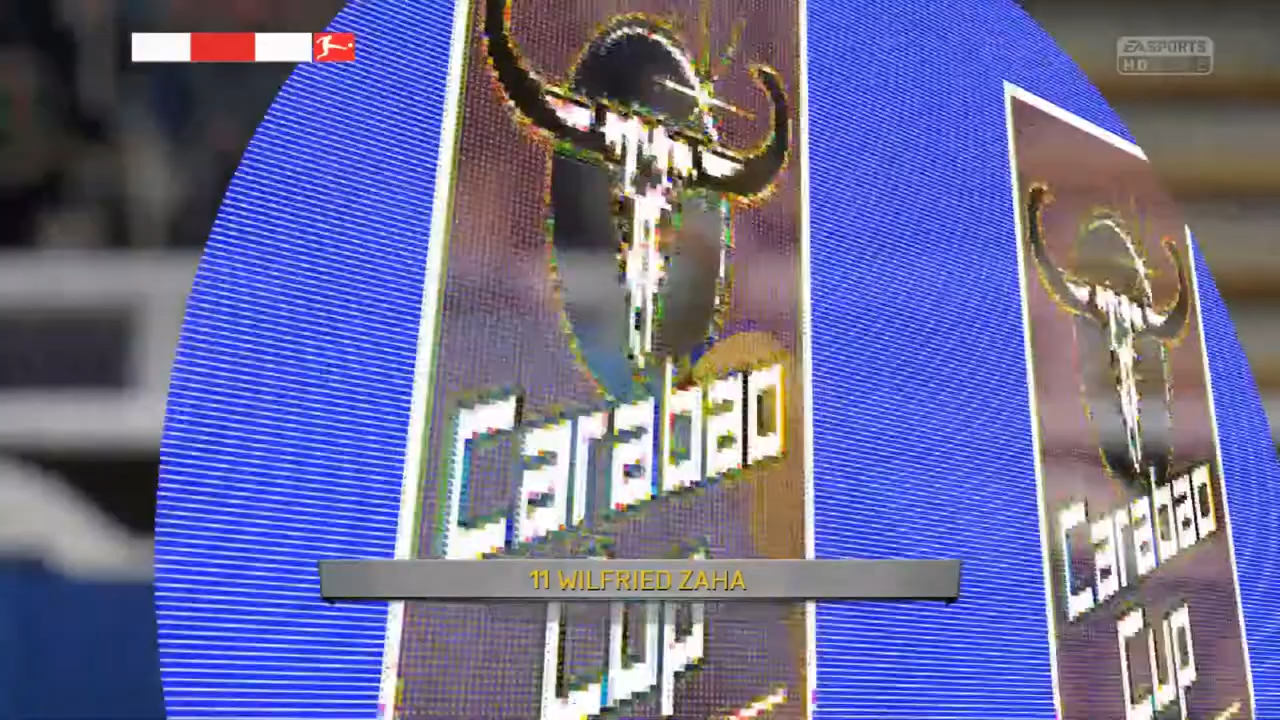 EA SPORTS
HD
Carabao
Cup
Carabao
Cup
11 WILFRIED ZAHA